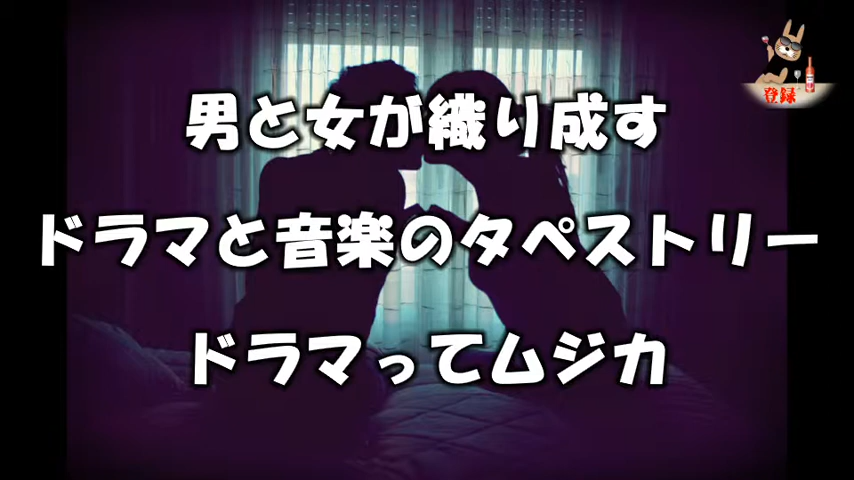 登録
男と女が織り成す
ドラマと音楽のタペストリー
ドラマってムジカ